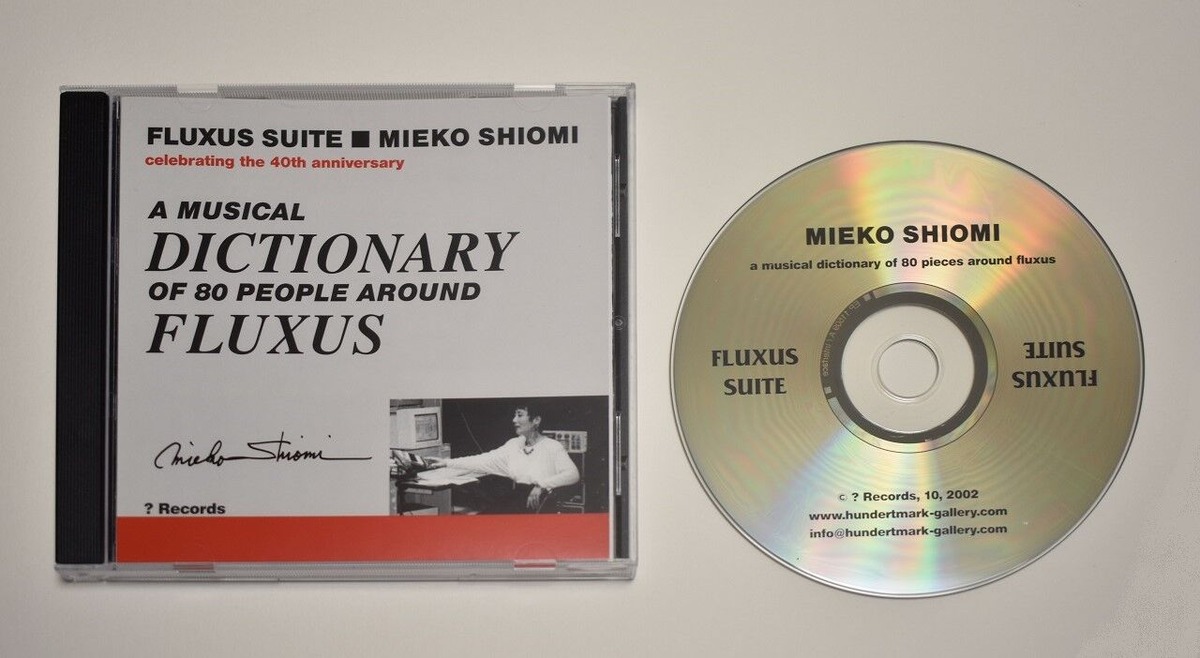 FLUXUS SUITE ■ MIEKO SHIOMI
celebrating the 40th anniversary
A MUSICAL
DICTIONARY
OF 80 PEOPLE AROUND
FLUXUS
mieko Shiomi
? Records
MIEKO SHIOMI
a musical dictionary of 80 pieces around fluxus
FLUXUS
SUITE
FLUXUS
SUITE
© ? Records, 10, 2002
www.hundertmark-gallery.com
info@hundertmark-gallery.com